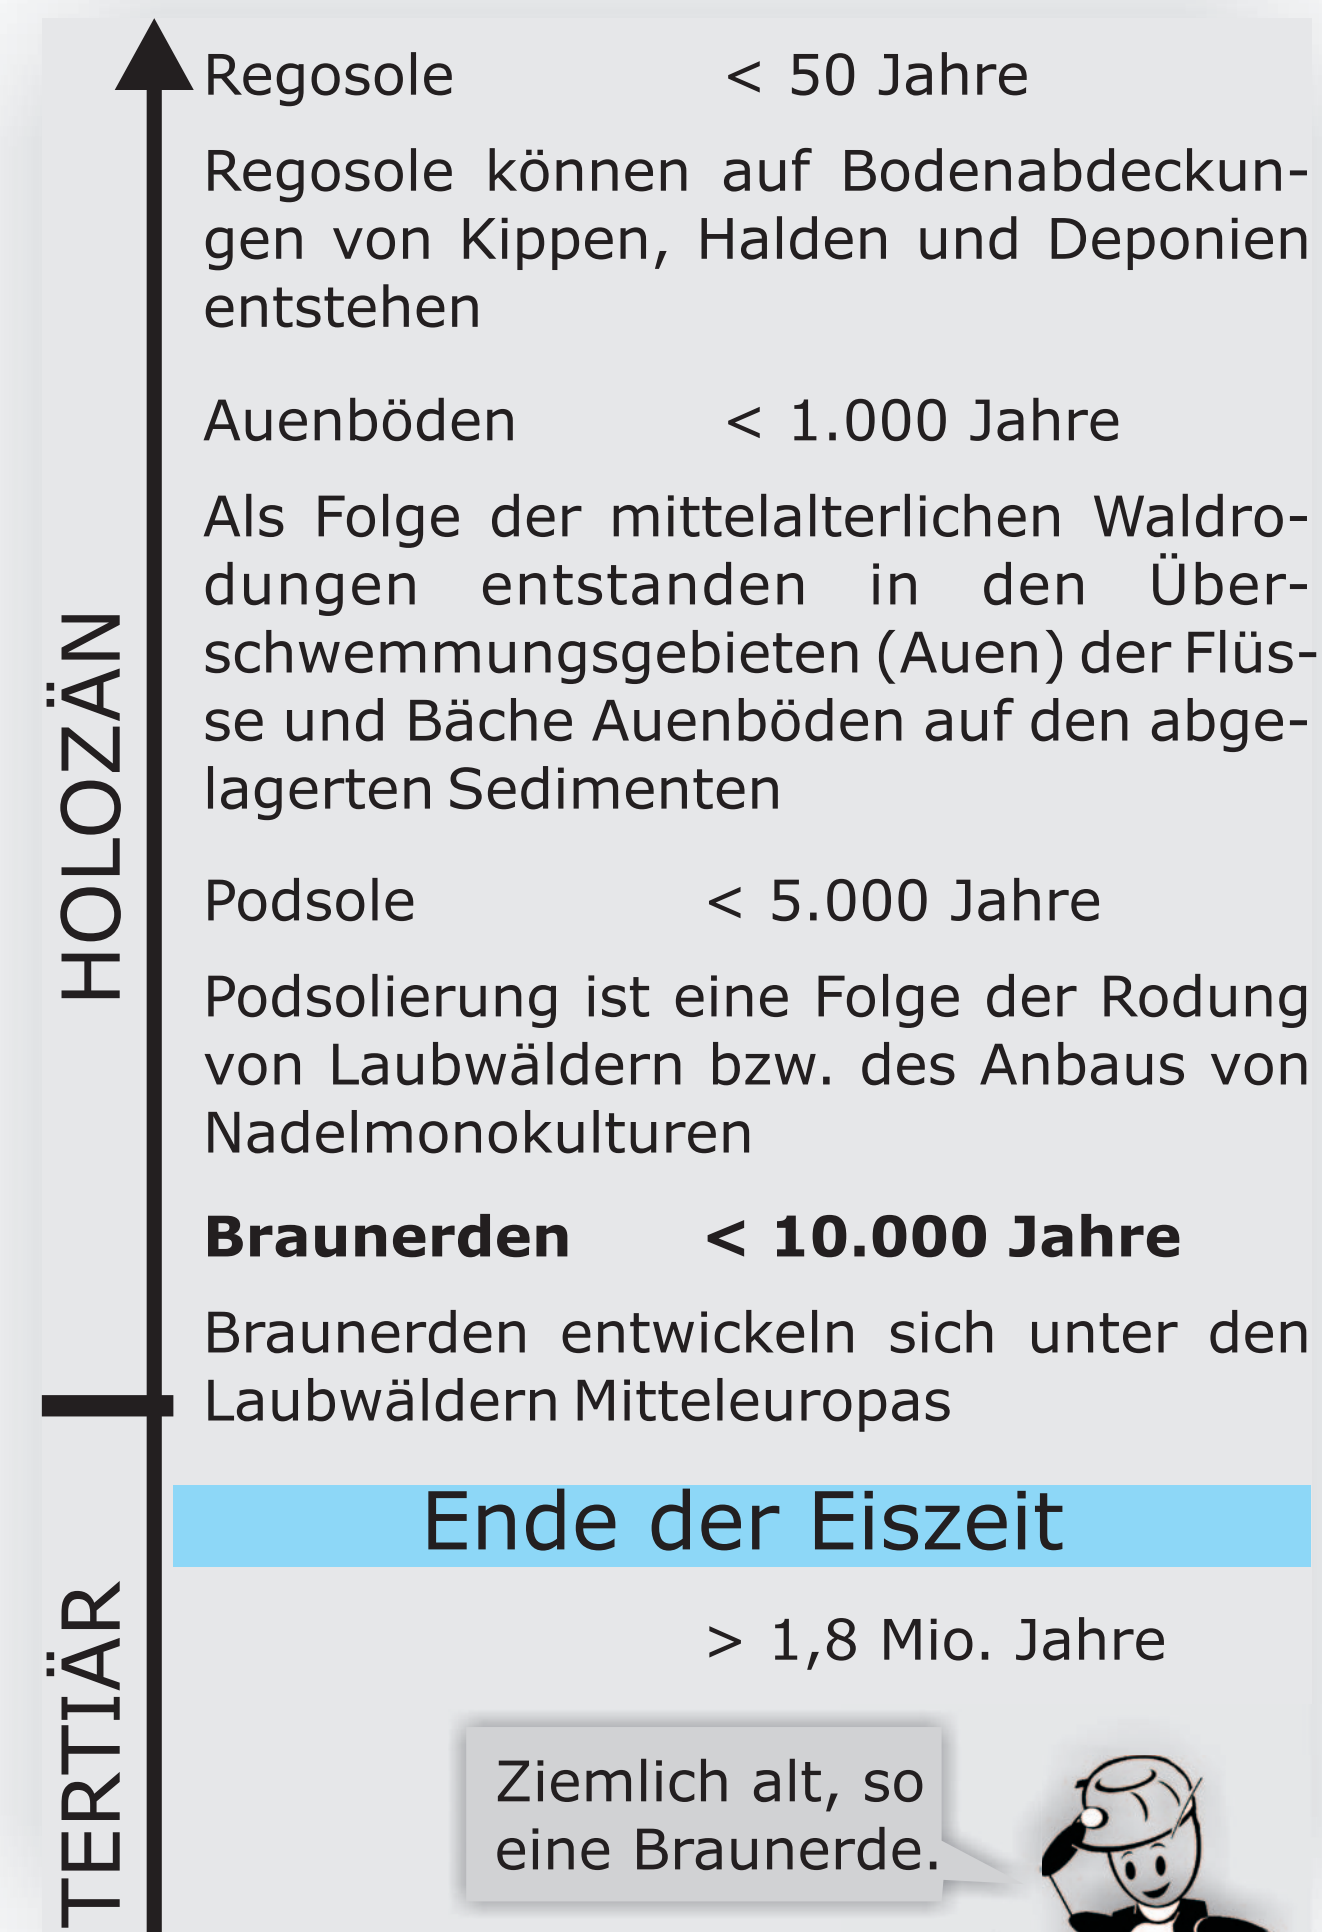 Regosole < 50 Jahre
Regosole können auf Bodenabdeckun-
gen von Kippen, Halden und Deponien
entstehen
Auenböden < 1.000 Jahre
Als Folge der mittelalterlichen Waldro-
dungen entstanden in den Über-
schwemmungsgebieten (Auen) der Flüs-
se und Bäche Auenböden auf den abge-
lagerten Sedimenten
Podsole < 5.000 Jahre
Podsolierung ist eine Folge der Rodung
von Laubwäldern bzw. des Anbaus von
Nadelmonokulturen
Braunerden < 10.000 Jahre
Braunerden entwickeln sich unter den
Laubwäldern Mitteleuropas
HOLOZÄN
Ende der Eiszeit
> 1,8 Mio. Jahre
TERTIÄR
Ziemlich alt, so
eine Braunerde.